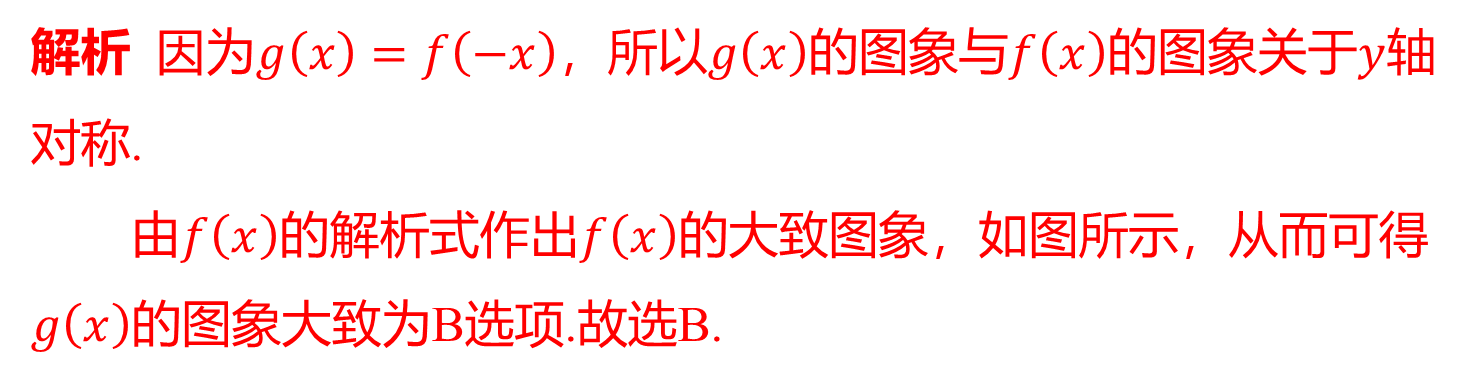 解析 因为g(x) = f(−x)，所以g(x)的图象与f(x)的图象关于y轴
对称.
由f(x)的解析式作出f(x)的大致图象，如图所示，从而可得
g(x)的图象大致为B选项.故选B.